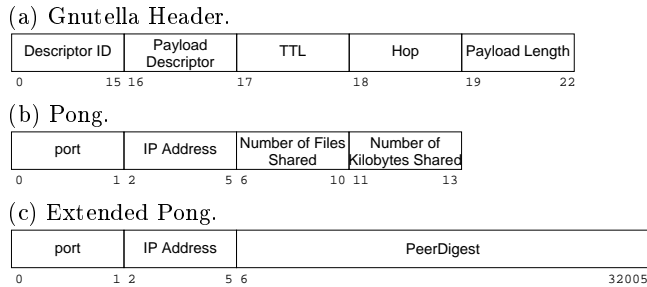 (a) Gnutella Header.
Descriptor ID Payload Descriptor TTL Hop Payload Length
0 15 16 17 18 19 22
(b) Pong.
port IP Address Number of Files Shared Number of Kilobytes Shared
0 1 2 5 6 10 11 13
(c) Extended Pong.
port IP Address PeerDigest
0 1 2 5 6 32005